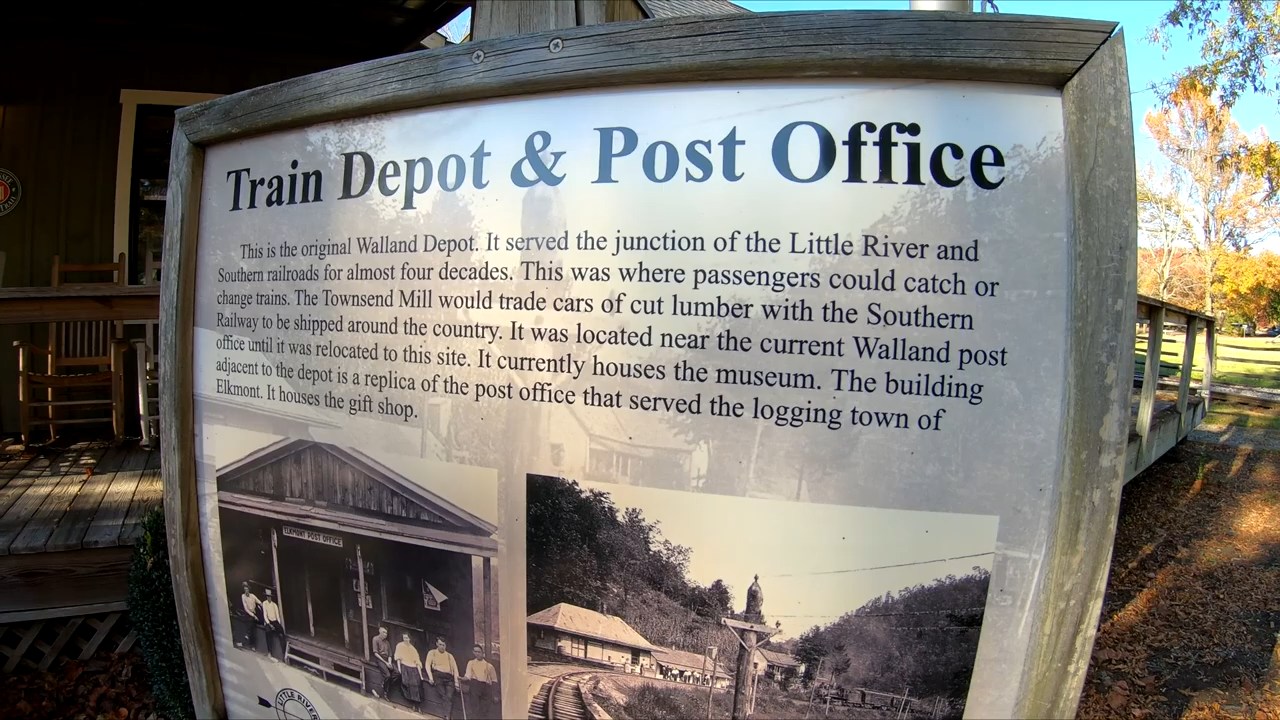 Train Depot & Post Office
This is the original Walland Depot. It served the junction of the Little River and
Southern railroads for almost four decades. This was where passengers could catch or
change trains. The Townsend Mill would trade cars of cut lumber with the Southern
Railway to be shipped around the country. It was located near the current Walland post
office until it was relocated to this site. It currently houses the museum. The building
adjacent to the depot is a replica of the post office that served the logging town of
Elkmont. It houses the gift shop.
ELKMONT POST OFFICE
LITTLE RIVER